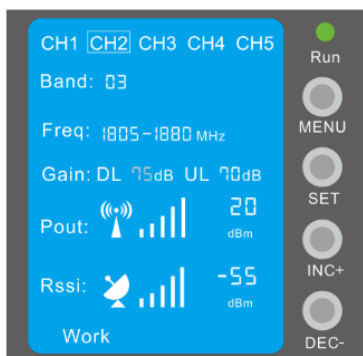 CH1 CH2 CH3 CH4 CH5
Run
Band: 03
MENU
Freq: 1805-1880 MHz
Gain: DL 75dB UL 70dB
SET
Pout: 20 dBm
INC+
Rssi: -55 dBm
Work
DEC-